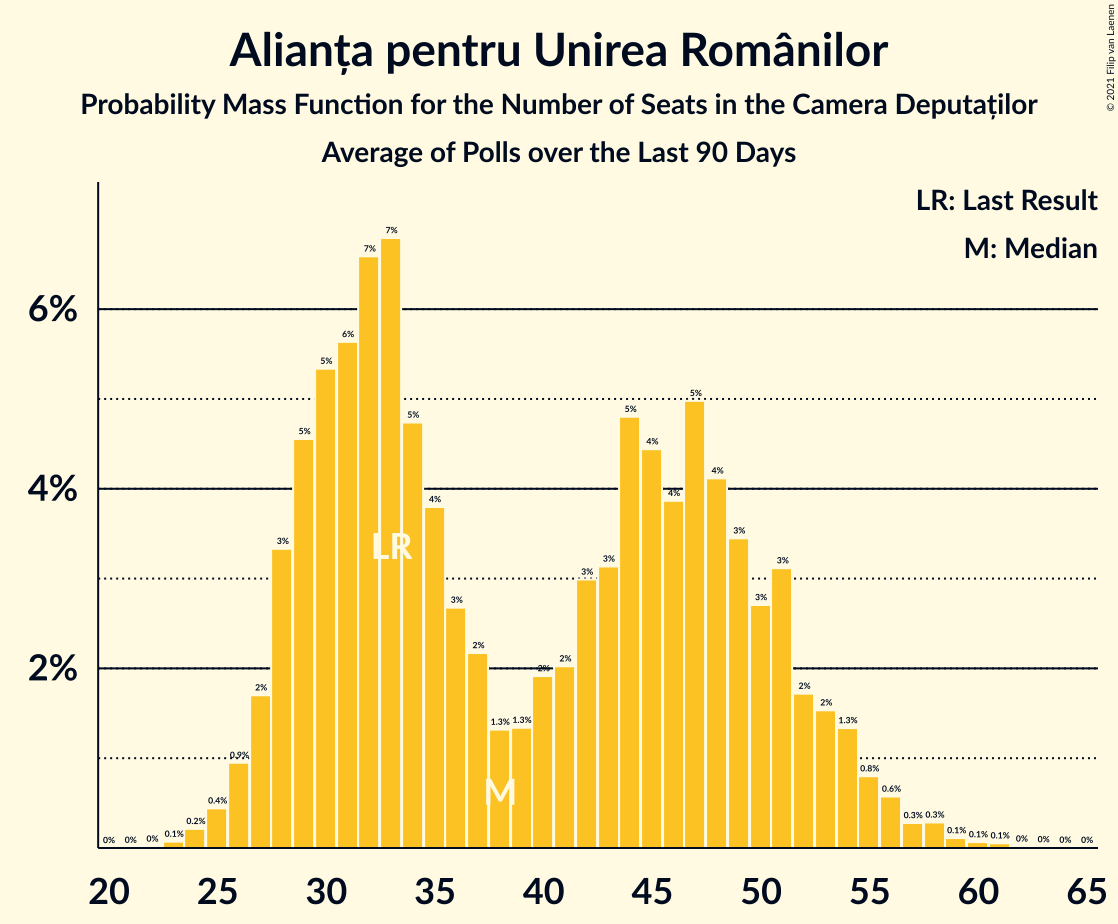 Alianța pentru Unirea Românilor
Probability Mass Function for the Number of Seats in the Camera Deputaților
Average of Polls over the Last 90 Days
© 2021 Filip van Laenen
LR: Last Result
M: Median
6%
4%
2%
0% 0% 0% 0.1% 0.2% 0.4% 0.9% 2% 3% 5% 5% 6% 7% 7% 5% 4% 3% 2% 1.3% 1.3% 2% 2% 3% 3% 5% 4% 4% 5% 4% 3% 3% 3% 2% 2% 1.3% 0.8% 0.6% 0.3% 0.3% 0.1% 0.1% 0.1% 0% 0% 0% 0%
LR
M
20 25 30 35 40 45 50 55 60 65